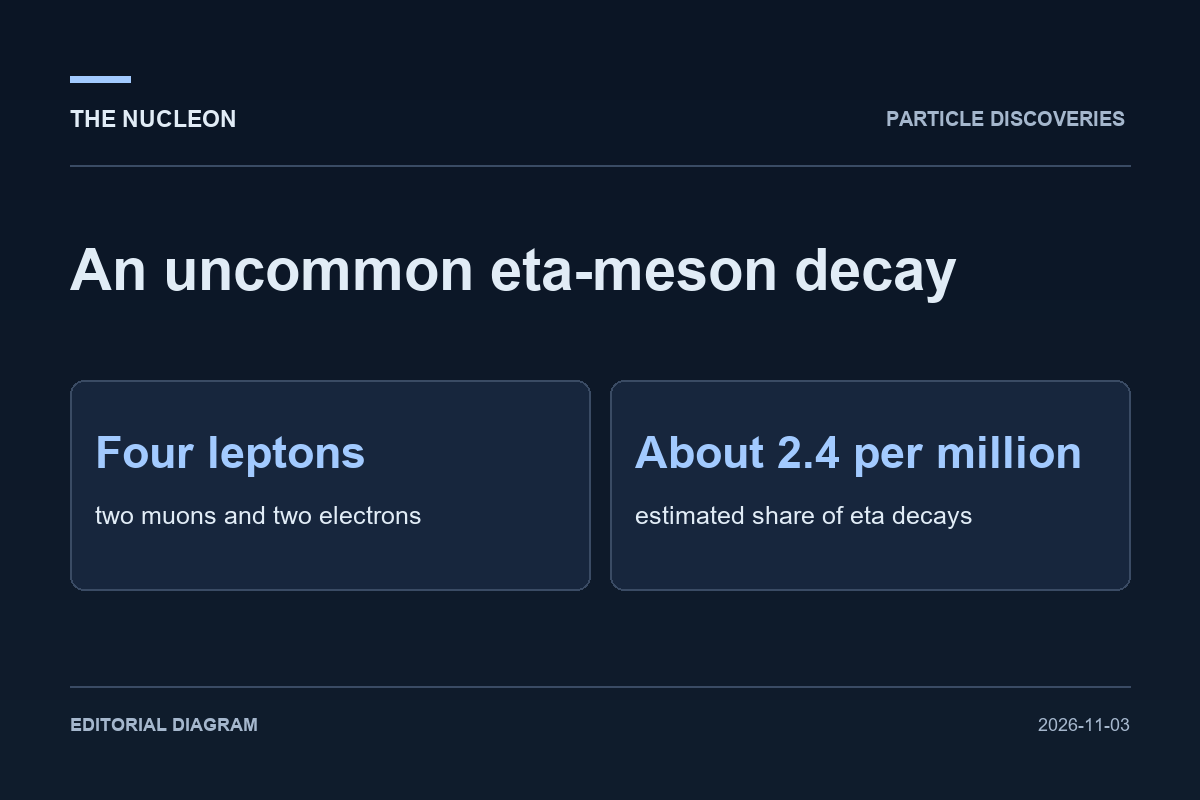 THE NUCLEON
PARTICLE DISCOVERIES
An uncommon eta-meson decay
Four leptons
two muons and two electrons
About 2.4 per million
estimated share of eta decays
EDITORIAL DIAGRAM
2026-11-03